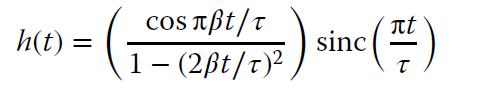 h(t) = ( cos πβt/τ / 1 − (2βt/τ)² ) sinc ( πt / τ )